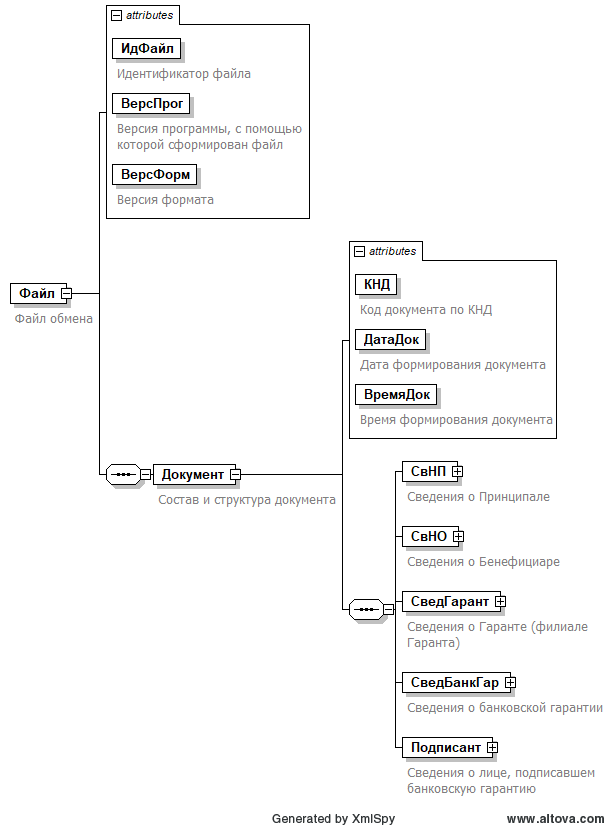 attributes
ИдФайл
Идентификатор файла
ВерсПрог
Версия программы, с помощью
которой сформирован файл
ВерсФорм
Версия формата
Файл
Файл обмена
attributes
КНД
Код документа по КНД
ДатаДок
Дата формирования документа
ВремяДок
Время формирования документа
Документ
Состав и структура документа
СвНП
Сведения о Принципале
СвНО
Сведения о Бенефициаре
СведГарант
Сведения о Гаранте (филиале
Гаранта)
СведБанкГар
Сведения о банковской гарантии
Подписант
Сведения о лице, подписавшем
банковскую гарантию
Generated by XmlSpy
www.altova.com